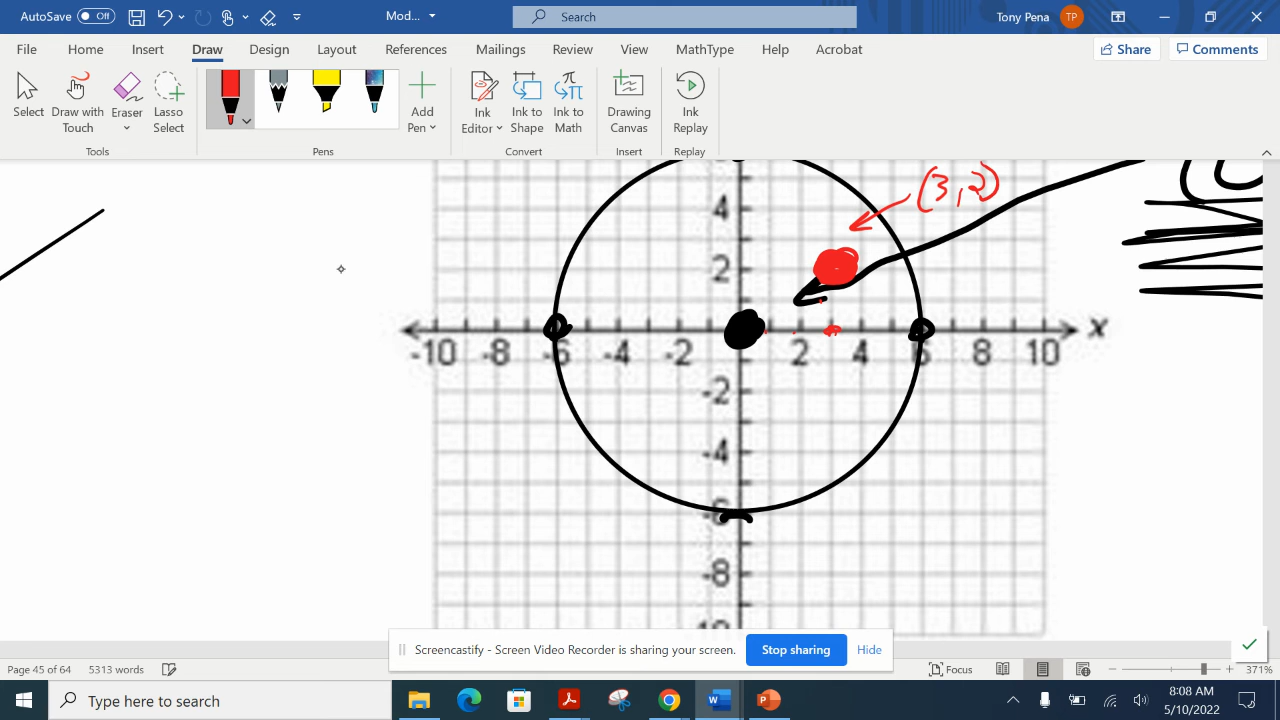 AutoSave Off Mod... Search Tony Pena TP
File Home Insert Draw Design Layout References Mailings Review View MathType Help Acrobat Share Comments
Select Draw with Touch Eraser Lasso Select Add Pen Ink Editor Ink to Shape Ink to Math Drawing Canvas Ink Replay
Tools Pens Convert Insert Replay
(3,2)
4
2
x
-10 -8 -6 -4 -2 2 4 6 8 10
-2
-4
-6
-8
Screencastify - Screen Video Recorder is sharing your screen. Stop sharing Hide
Page 45 of 64 5313 words Focus 371%
Type here to search 8:08 AM
5/10/2022